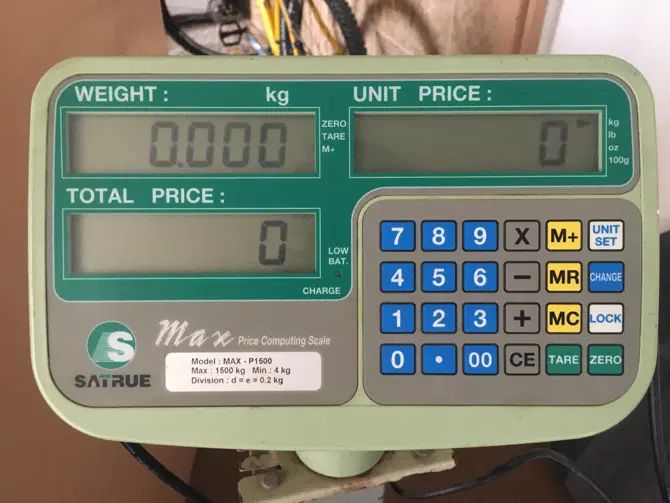 WEIGHT : kg
UNIT PRICE :
0.000
ZERO
TARE
M+
0
kg
lb
oz
100g
TOTAL PRICE :
0
LOW
BAT.
CHARGE
7 8 9 X M+ UNIT SET
4 5 6 − MR CHANGE
1 2 3 + MC LOCK
0 • 00 CE TARE ZERO
S
SATRUE
Max Price Computing Scale
Model : MAX - P1500
Max : 1500 kg Min : 4 kg
Division : d = e = 0.2 kg